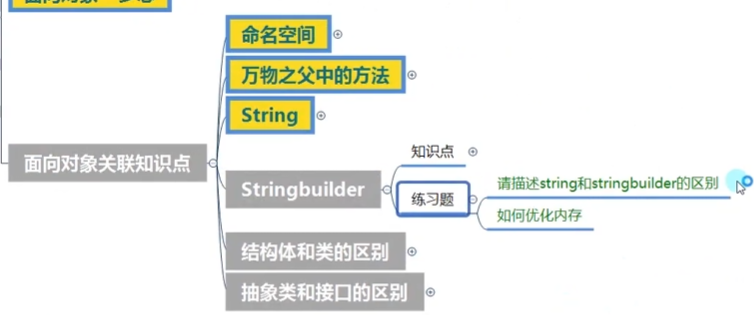 命名空间
万物之父中的方法
String
面向对象关联知识点
知识点
Stringbuilder
练习题
请描述string和stringbuilder的区别
如何优化内存
结构体和类的区别
抽象类和接口的区别